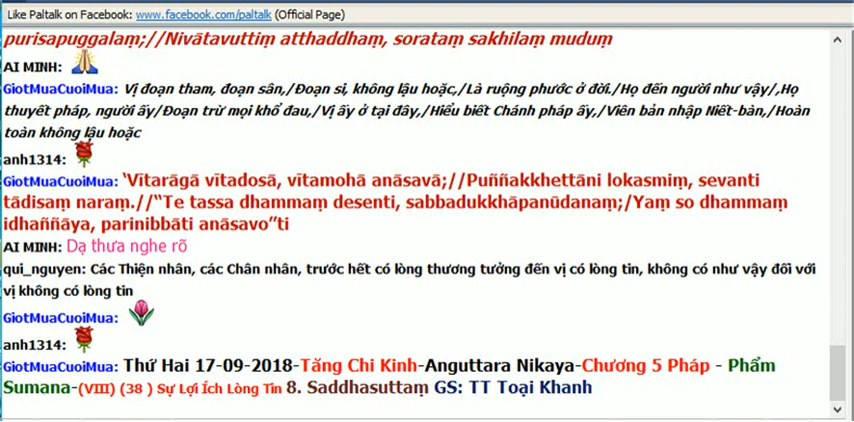 Like Paltalk on Facebook: www.facebook.com/paltalk (Official Page)
purisapuggalaṃ;//Nivātavuttiṃ atthaddhaṃ, sorataṃ sakhilaṃ muduṃ
AI MINH:
GiotMuaCuoiMua: Vị đoạn tham, đoạn sân,/Đoạn si, không lậu hoặc,/Là ruộng phước ở đời./Họ đến người như vậy/,Họ
thuyết pháp, người ấy/Đoạn trừ mọi khổ đau,/Vị ấy ở tại đây,/Hiểu biết Chánh pháp ấy,/Viên bản nhập Niết-bàn,/Hoàn
toàn không lậu hoặc
anh1314:
GiotMuaCuoiMua: ‘Vītarāgā vītadosā, vītamohā anāsavā;//Puññakkhettāni lokasmiṃ, sevanti
tādisaṃ naraṃ.//“Te tassa dhammaṃ desenti, sabbadukkhāpanūdanaṃ;/Yaṃ so dhammaṃ
idhaññāya, parinibbāti anāsavo”ti
AI MINH: Dạ thưa nghe rõ
qui_nguyen: Các Thiện nhân, các Chân nhân, trước hết có lòng thương tưởng đến vị có lòng tin, không có như vậy đối với
vị không có lòng tin
GiotMuaCuoiMua:
anh1314:
GiotMuaCuoiMua: Thứ Hai 17-09-2018-Tăng Chi Kinh-Anguttara Nikaya-Chương 5 Pháp - Phẩm
Sumana-(VIII) (38 ) Sự Lợi Ích Lòng Tin 8. Saddhasuttaṃ GS: TT Toại Khanh